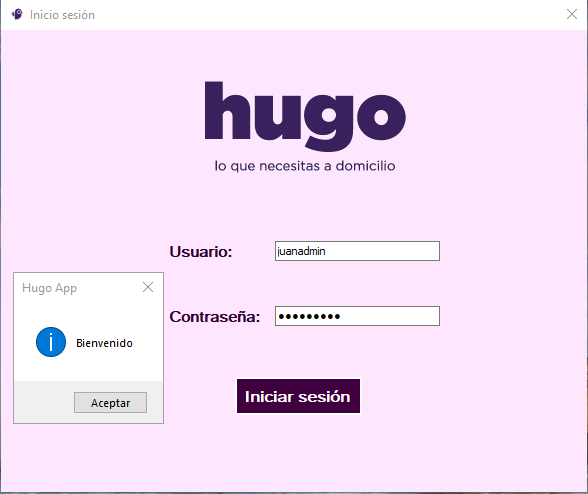 Inicio sesión
hugo
lo que necesitas a domicilio
Usuario:
juanadmin
Contraseña:
•••••••••
Iniciar sesión
Hugo App
Bienvenido
Aceptar